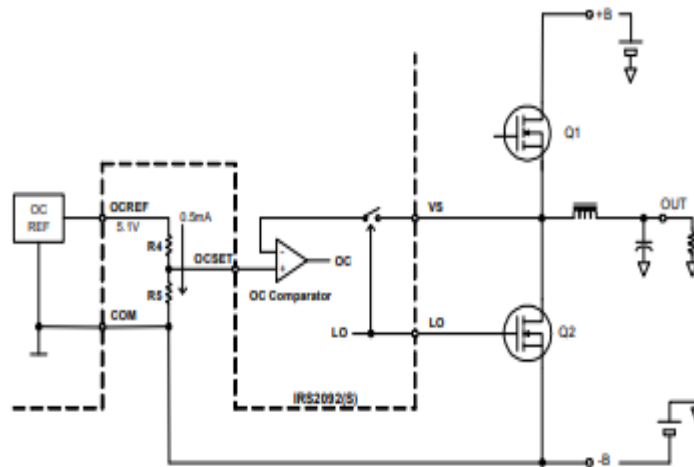 +B
Q1
OC
REF
OCREF
5.1V
0.5mA
R4
VS
OUT
OCSET
-
+
OC
R5
OC Comparator
COM
LO
LO
Q2
IRS2092(S)
-B